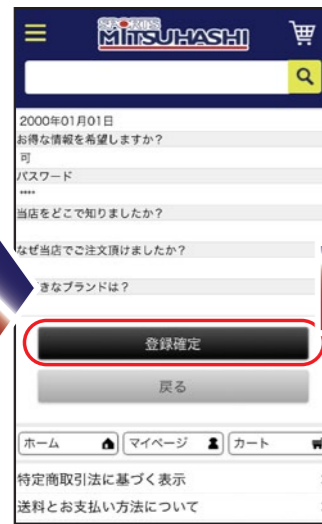 SPORTS
MITSUHASHI
2000年01月01日
お得な情報を希望しますか?
可
パスワード
****
当店をどこで知りましたか?
なぜ当店でご注文頂けましたか?
きなブランドは?
登録確定
戻る
ホーム
マイページ
カート
特定商取引法に基づく表示
送料とお支払い方法について